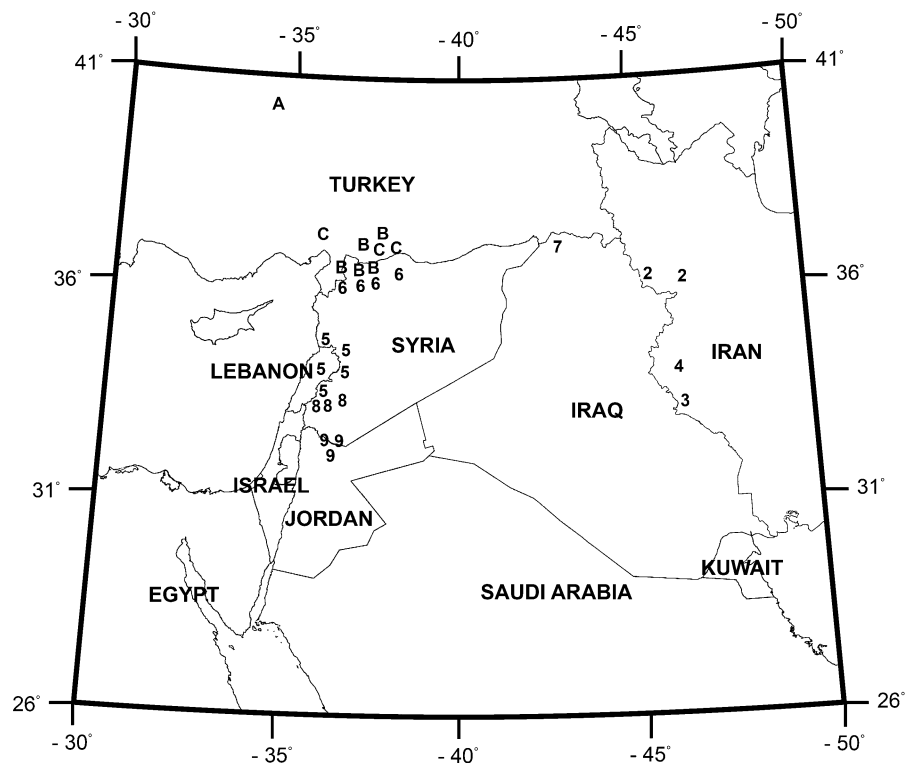 - 30° - 35° - 40° - 45° - 50°
41° 41°
A
TURKEY
C B
B C C
7
B B B 6 2 2
36° 36°
6 6 6
5
5 SYRIA IRAN
LEBANON 5 5 4
5
8 8 8 3
IRAQ
9 9
9
ISRAEL
31° 31°
JORDAN
KUWAIT
EGYPT SAUDI ARABIA
26° 26°
- 30° - 35° - 40° - 45° - 50°